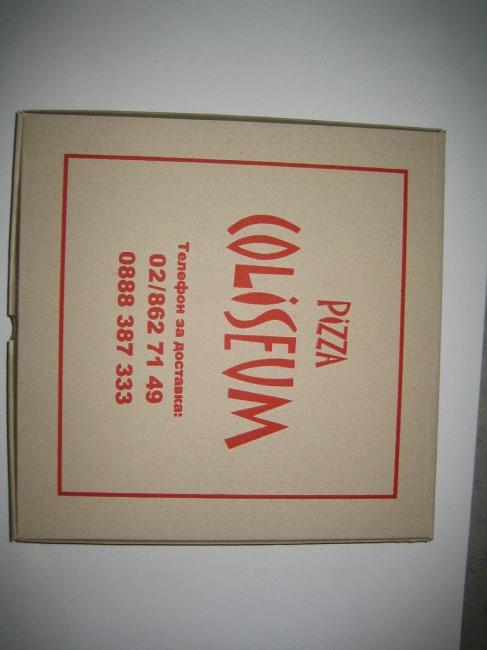 PiZZA
COLiSEUM
Телефон за доставка:
02/862 71 49
0888 387 333